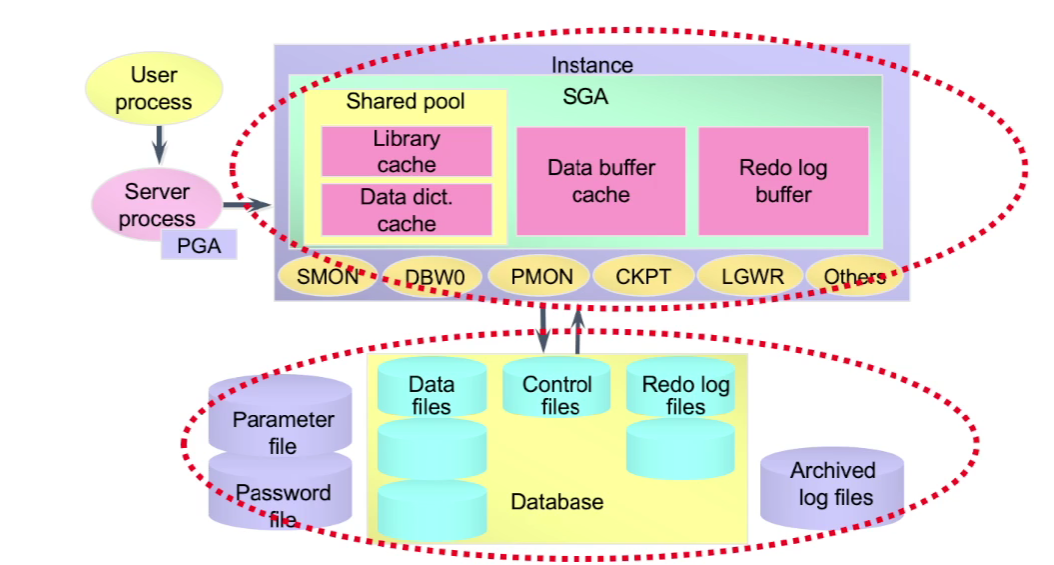 User
process
Server
process
PGA
Instance
SGA
Shared pool
Library
cache
Data dict.
cache
Data buffer
cache
Redo log
buffer
SMON
DBW0
PMON
CKPT
LGWR
Others
Parameter
file
Password
file
Data
files
Control
files
Redo log
files
Database
Archived
log files